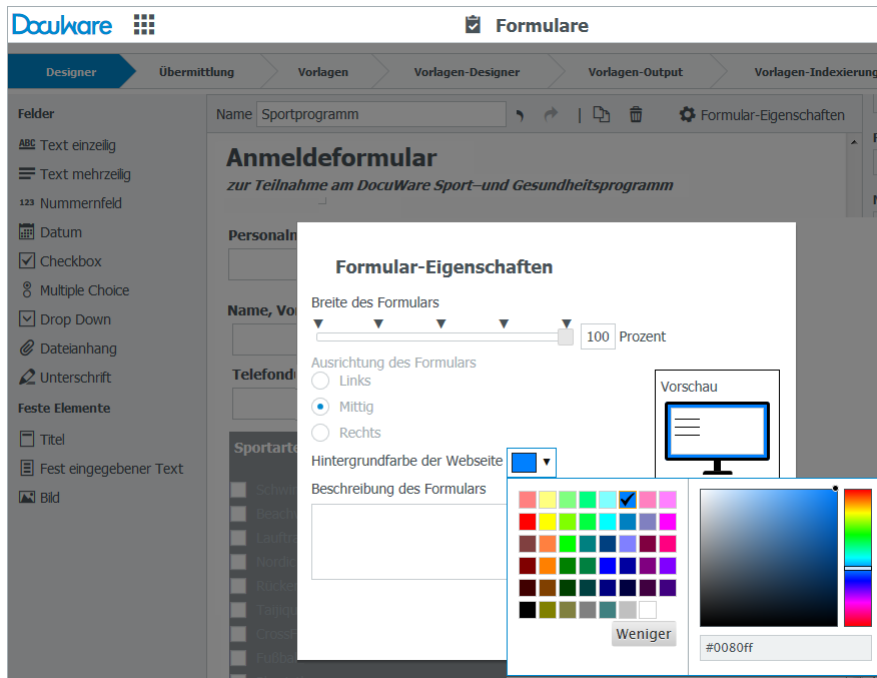 DocuWare
Formulare
Designer
Übermittlung
Vorlagen
Vorlagen-Designer
Vorlagen-Output
Vorlagen-Indexierung
Felder
ABC Text einzeilig
Text mehrzeilig
123 Nummernfeld
Datum
Checkbox
Multiple Choice
Drop Down
Dateianhang
Unterschrift
Feste Elemente
Titel
Fest eingegebener Text
Bild
Name Sportprogramm
Formular-Eigenschaften
Anmeldeformular
zur Teilnahme am DocuWare Sport–und Gesundheitsprogramm
Name,
Formular-Eigenschaften
Breite des Formulars
100 Prozent
Ausrichtung des Formulars
Links
Mittig
Rechts
Hintergrundfarbe der Webseite
Beschreibung des Formulars
Vorschau
Weniger
#0080ff